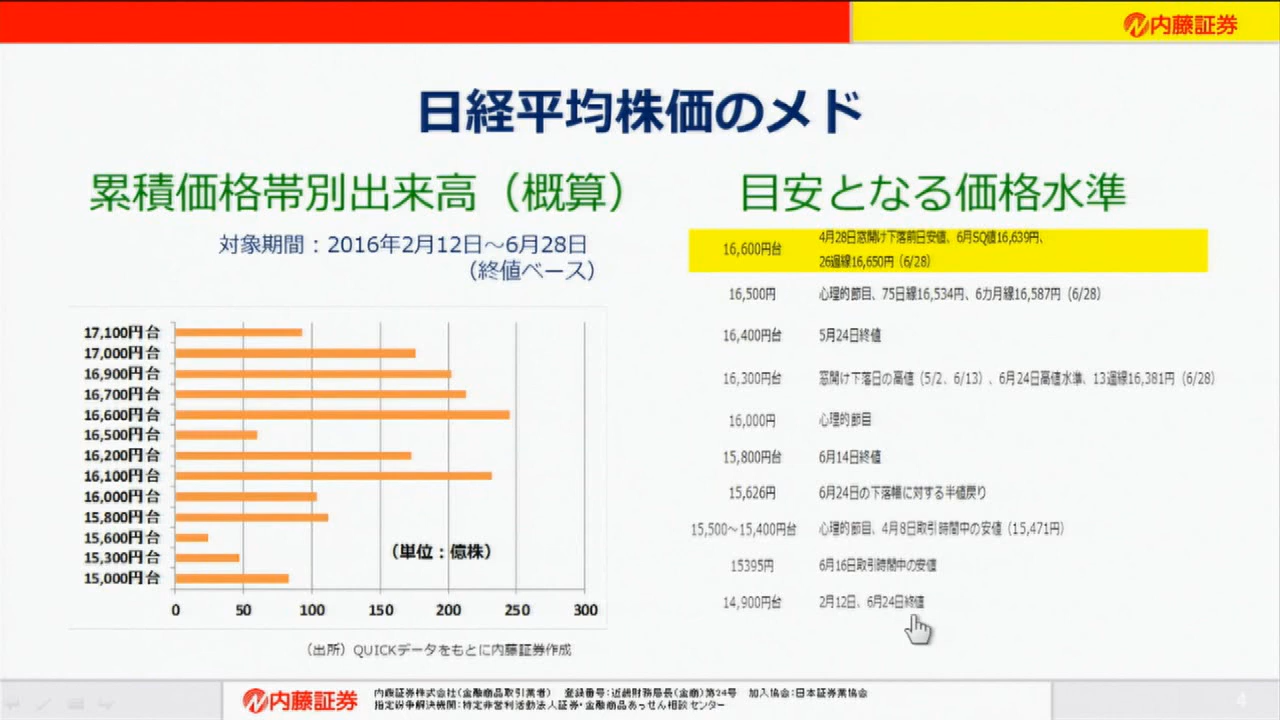 内藤証券
日経平均株価のメド
累積価格帯別出来高（概算）
対象期間：2016年2月12日～6月28日
（終値ベース）
17,100円台
17,000円台
16,900円台
16,700円台
16,600円台
16,500円台
16,200円台
16,100円台
16,000円台
15,800円台
15,600円台
15,300円台
15,000円台
（単位：億株）
0 50 100 150 200 250 300
（出所）QUICKデータをもとに内藤証券作成
目安となる価格水準
16,600円台 4月28日窓開け下落前日安値、6月SQ値16,639円、
26週線16,650円（6/28）
16,500円 心理的節目、75日線16,534円、6カ月線16,587円（6/28）
16,400円台 5月24日終値
16,300円台 窓開け下落日の高値（5/2、6/13）、6月24日高値水準、13週線16,381円（6/28）
16,000円 心理的節目
15,800円台 6月14日終値
15,626円 6月24日の下落幅に対する半値戻り
15,500～15,400円台 心理的節目、4月8日取引時間中の安値（15,471円）
15395円 6月16日取引時間中の安値
14,900円台 2月12日、6月24日終値
内藤証券
内藤証券株式会社（金融商品取引業者） 登録番号：近畿財務局長（金商）第24号 加入協会：日本証券業協会
指定紛争解決機関：特定非営利活動法人証券・金融商品あっせん相談センター
4